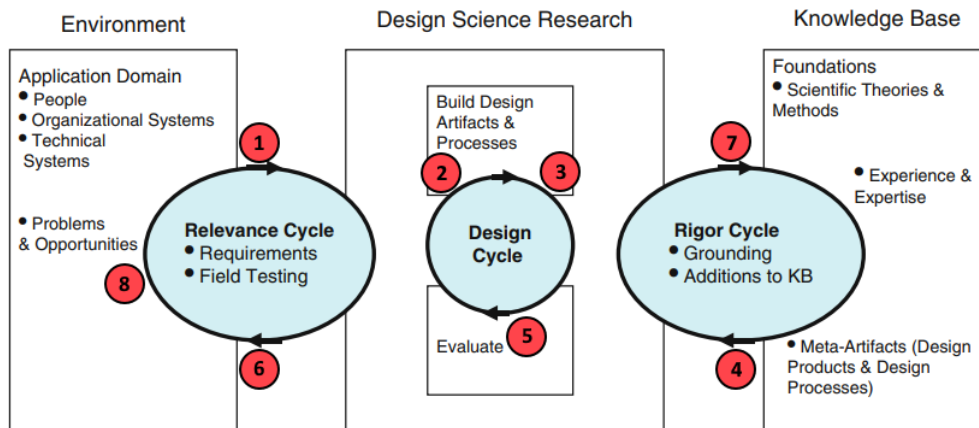 Environment
Design Science Research
Knowledge Base
Application Domain
• People
• Organizational Systems
• Technical
Systems
• Problems
& Opportunities
1
8
6
Relevance Cycle
• Requirements
• Field Testing
Build Design
Artifacts &
Processes
2
3
Design
Cycle
Evaluate
5
7
4
Rigor Cycle
• Grounding
• Additions to KB
Foundations
• Scientific Theories &
Methods
• Experience &
Expertise
• Meta-Artifacts (Design
Products & Design
Processes)